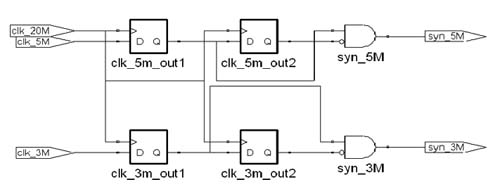 clk_20M
clk_5M
D Q
D Q
syn_5M
clk_5m_out1
clk_5m_out2
syn_5M
clk_3M
D Q
D Q
syn_3M
clk_3m_out1
clk_3m_out2
syn_3M